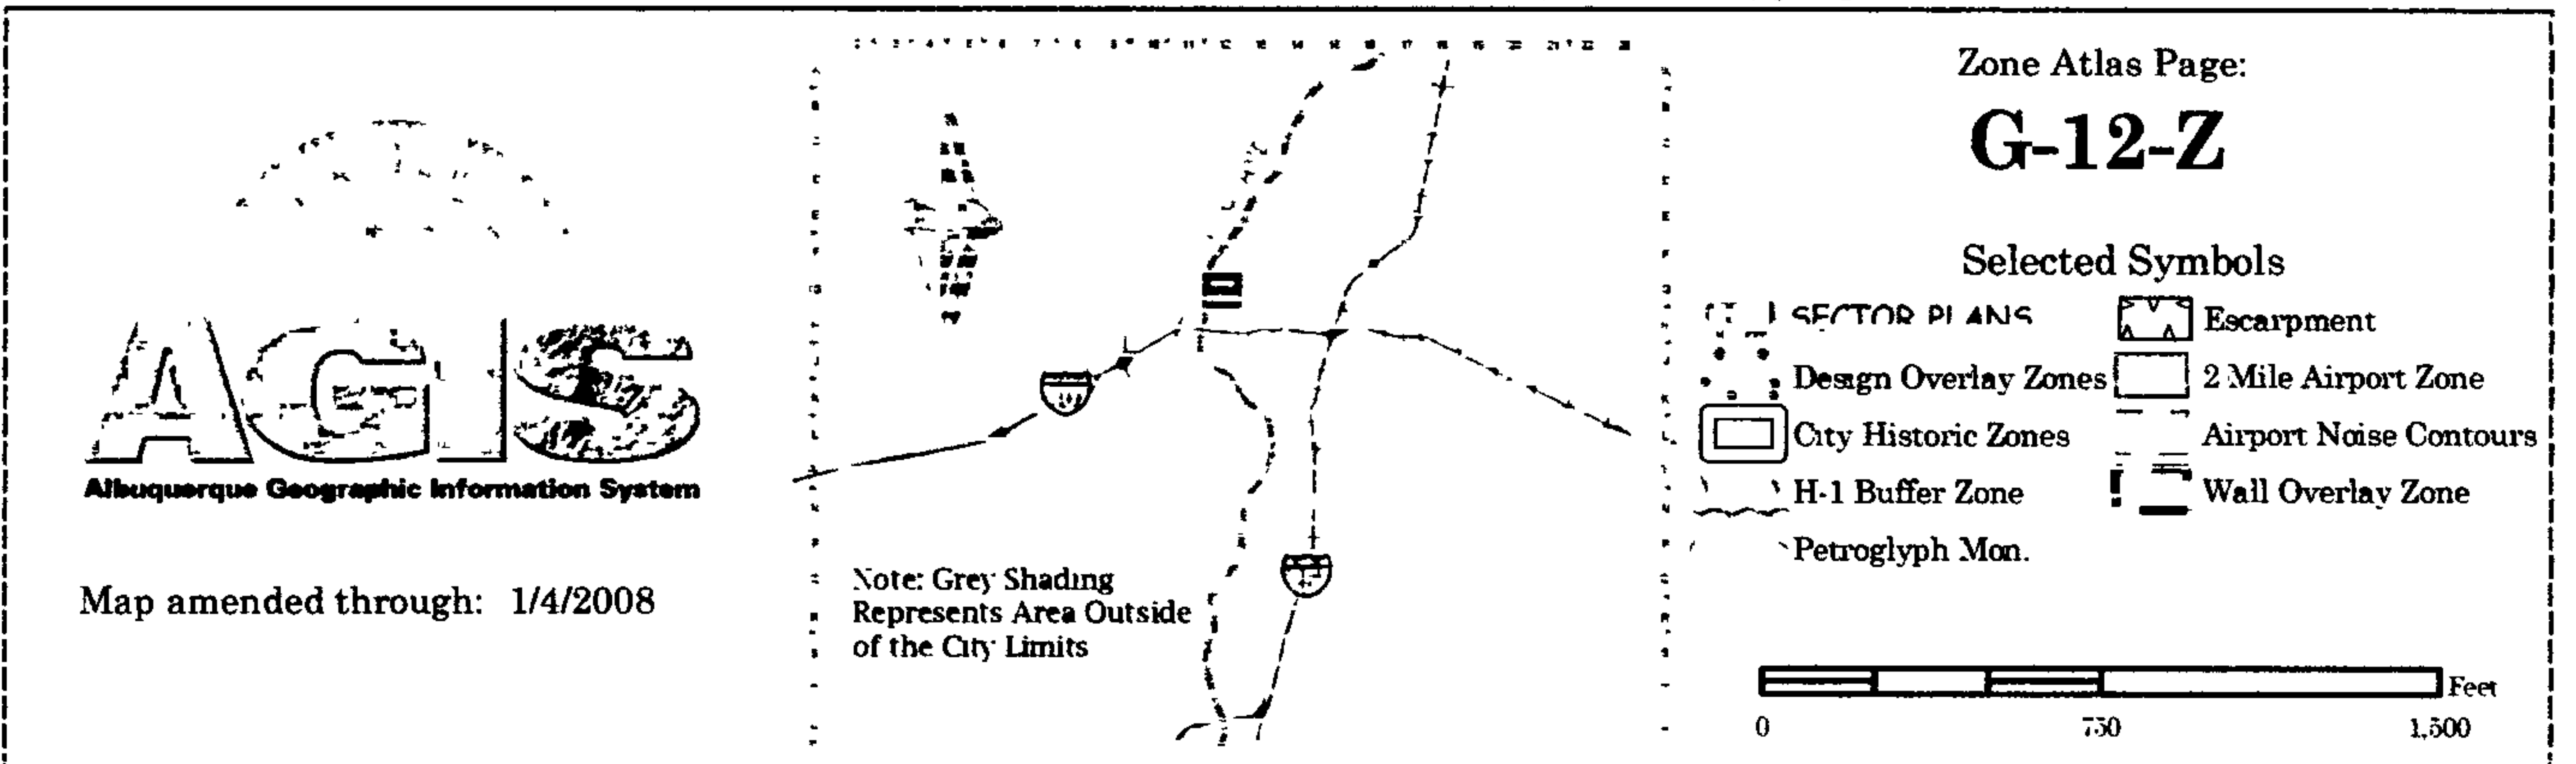 AGIS
Albuquerque Geographic Information System
Map amended through: 1/4/2008
Note: Grey Shading
Represents Area Outside
of the City Limits
Zone Atlas Page:
G-12-Z
Selected Symbols
SECTOR PLANS
Escarpment
Design Overlay Zones
2 Mile Airport Zone
City Historic Zones
Airport Noise Contours
H-1 Buffer Zone
Wall Overlay Zone
Petroglyph Mon.
Feet
0 750 1,500